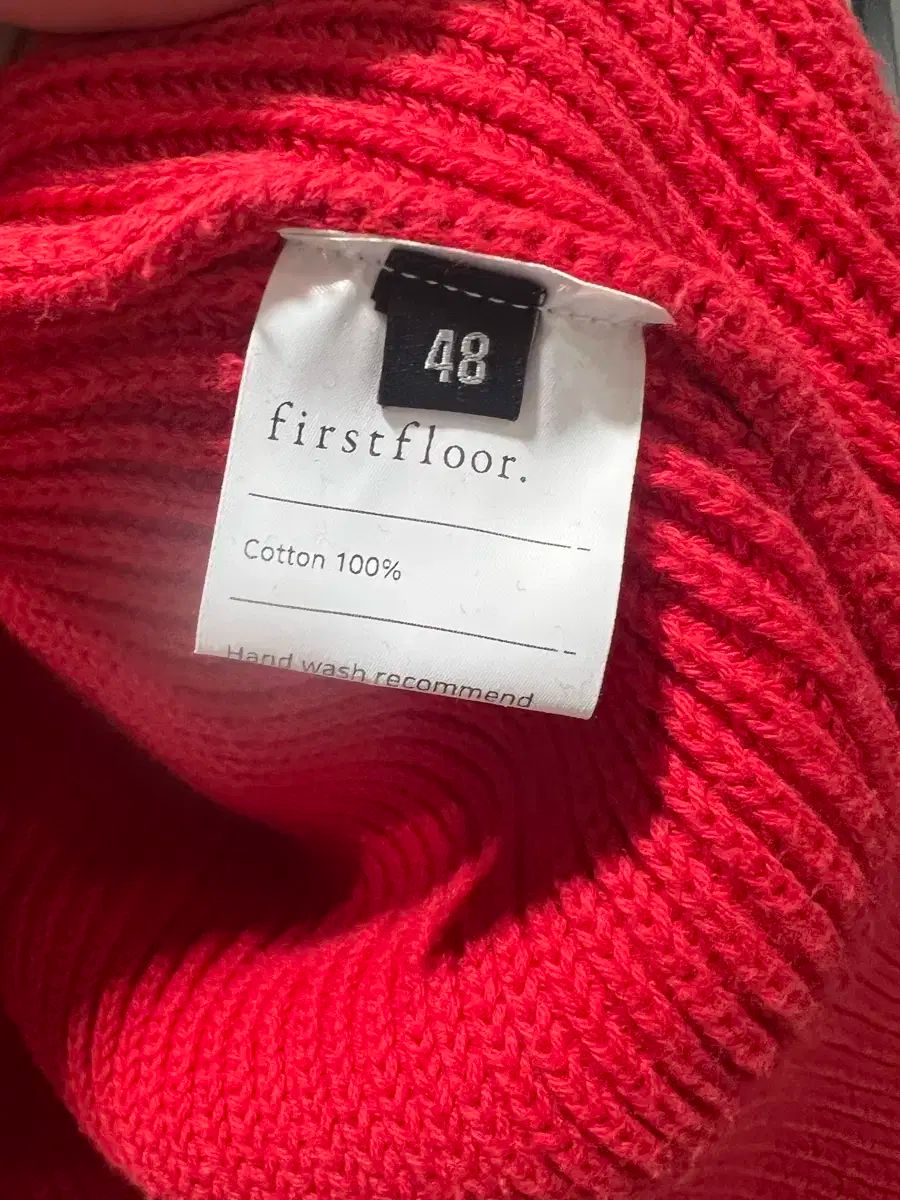 48
firstfloor.
Cotton 100%
Hand wash recommend